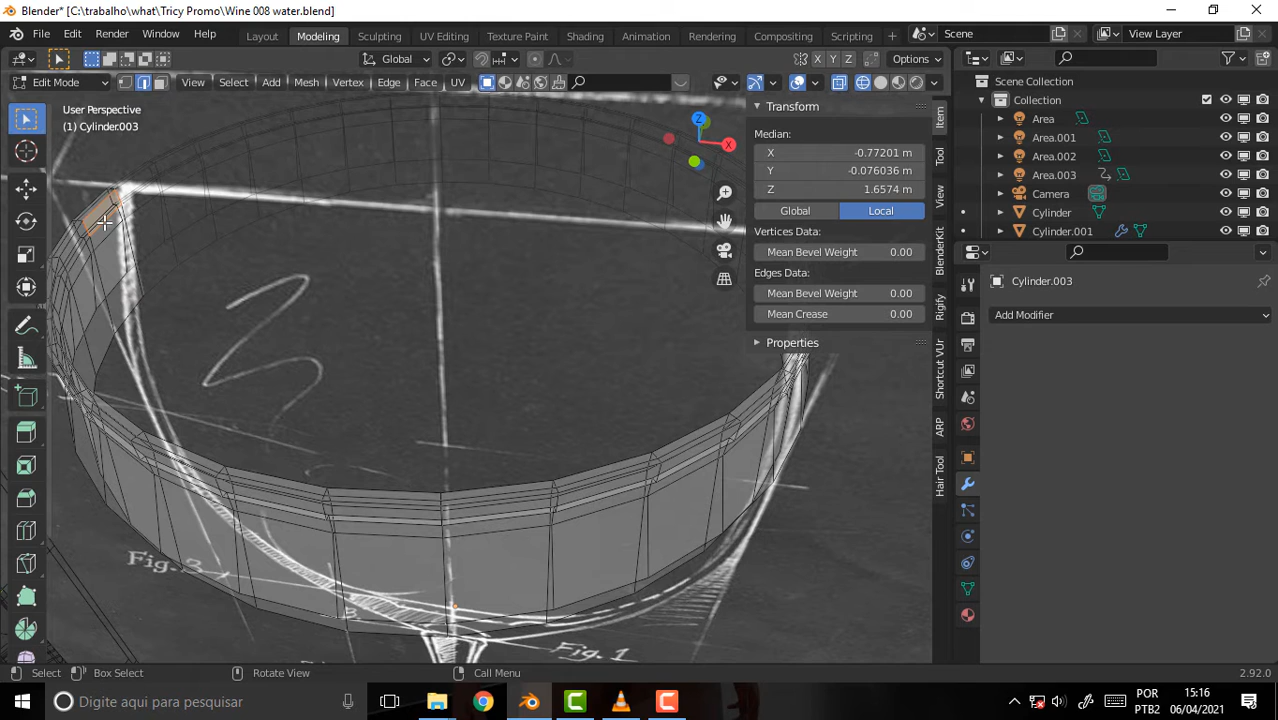 Blender* [C:\trabalho\what\Tricy Promo\Wine 008 water.blend]
File Edit Render Window Help Layout Modeling Sculpting UV Editing Texture Paint Shading Animation Rendering Compositing Scripting + Scene View Layer
Global X Y Z Options
Edit Mode View Select Add Mesh Vertex Edge Face UV
User Perspective
(1) Cylinder.003
Z
X
Transform
Median:
X -0.77201 m
Y -0.076036 m
Z 1.6574 m
Global Local
Vertices Data:
Mean Bevel Weight 0.00
Edges Data:
Mean Bevel Weight 0.00
Mean Crease 0.00
Properties
Item
Tool
View
BlenderKit
Rigify
Shortcut VUr
ARP
Hair Tool
Scene Collection
Collection
Area
Area.001
Area.002
Area.003
Camera
Cylinder
Cylinder.001
Cylinder.003
Add Modifier
Fig. 3
B
Fig. 1
Select Box Select Rotate View Call Menu 2.92.0
Digite aqui para pesquisar
POR
PTB2
15:16
06/04/2021